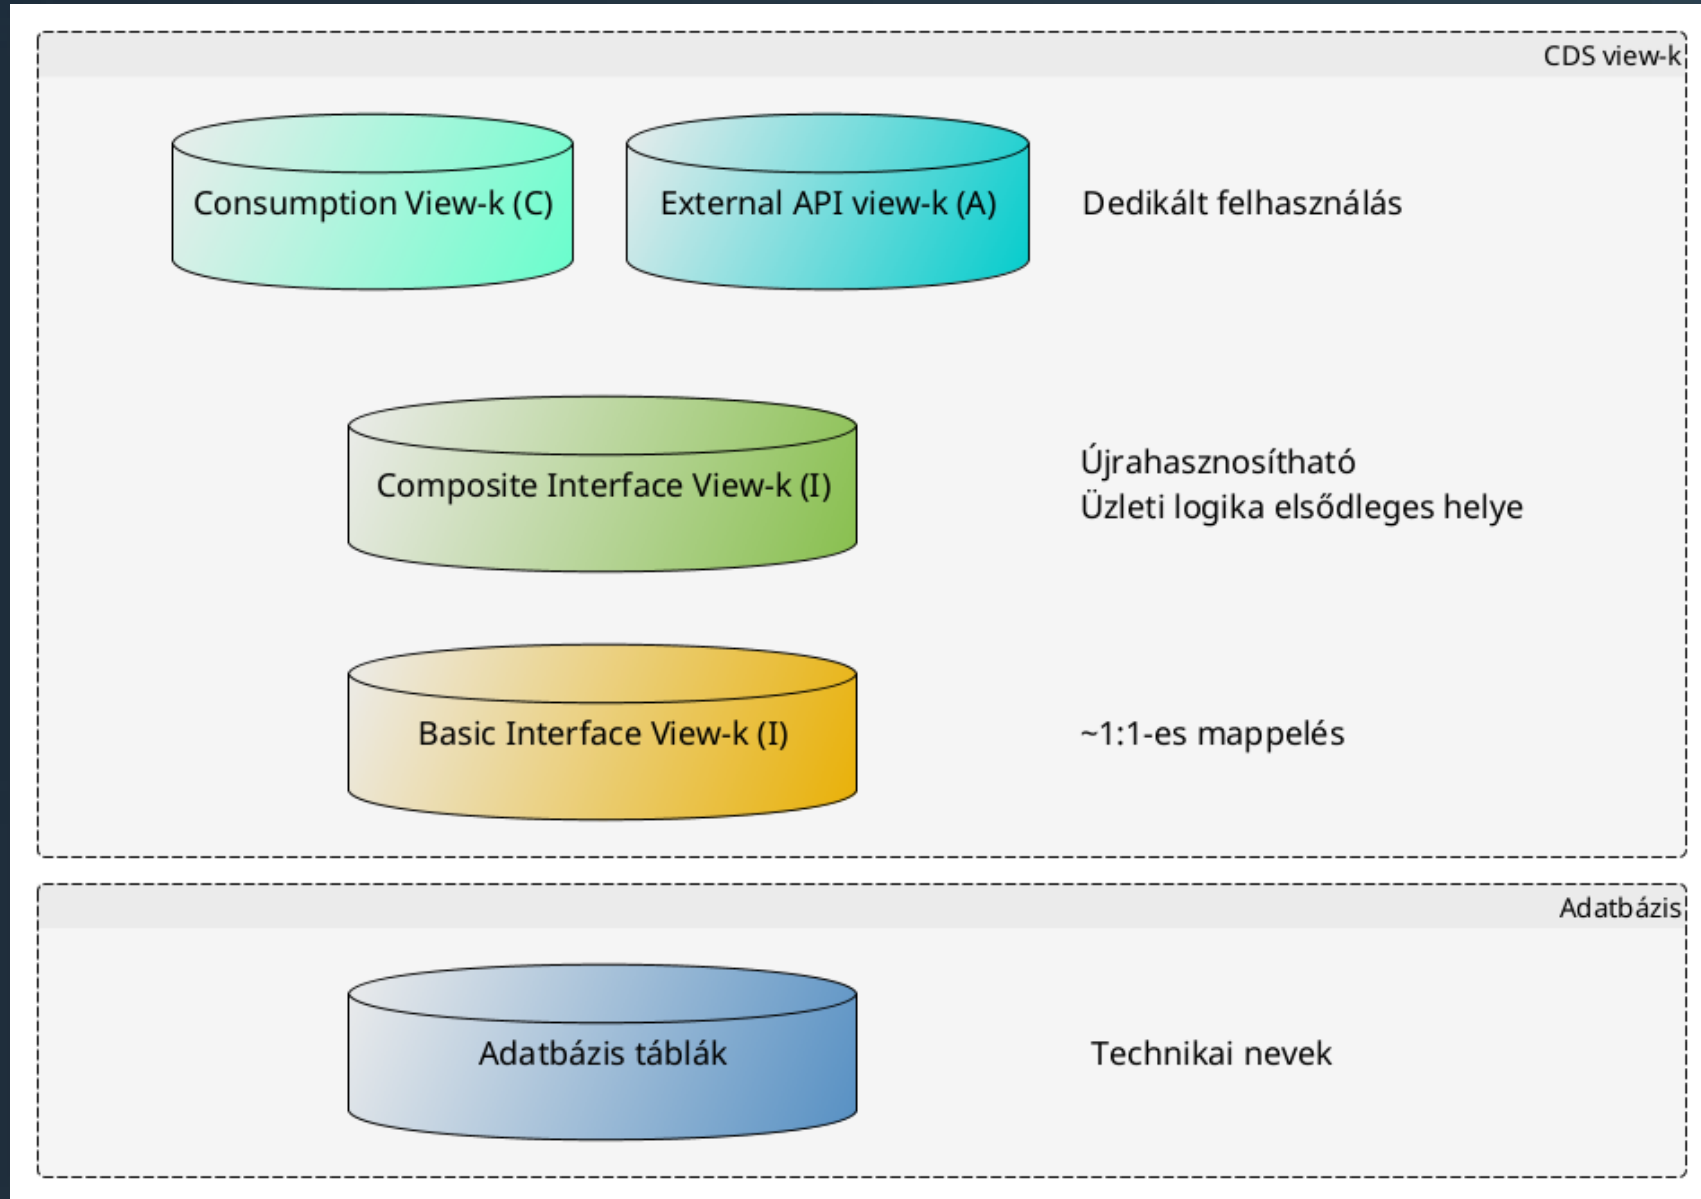 CDS view-k
Consumption View-k (C)
External API view-k (A)
Dedikált felhasználás
Composite Interface View-k (I)
Újrahasznosítható
Üzleti logika elsődleges helye
Basic Interface View-k (I)
~1:1-es mappelés
Adatbázis
Adatbázis táblák
Technikai nevek